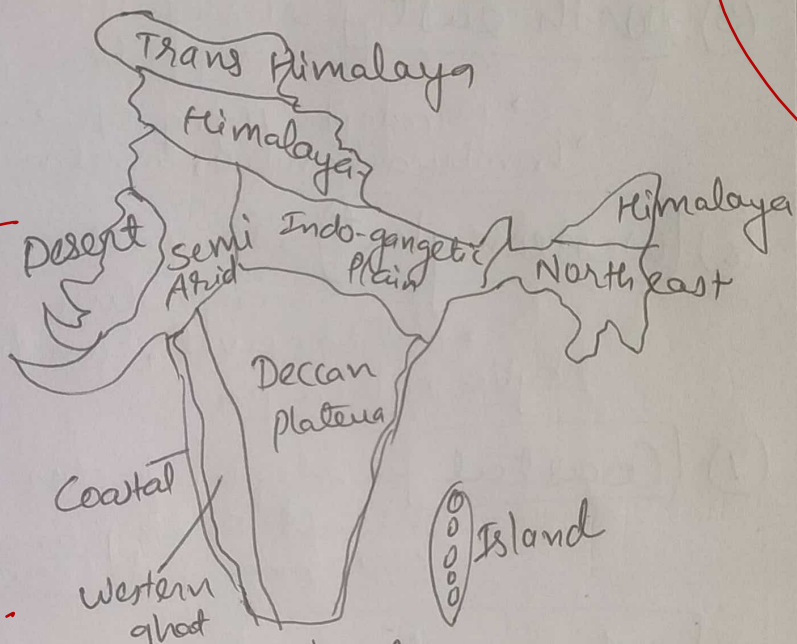 Trans Himalaya
Himalaya
Himalaya
Desert
Semi
Arid
Indo-gangetic
Plain
North east
Deccan
plateua
Coastal
Island
Western
ghat